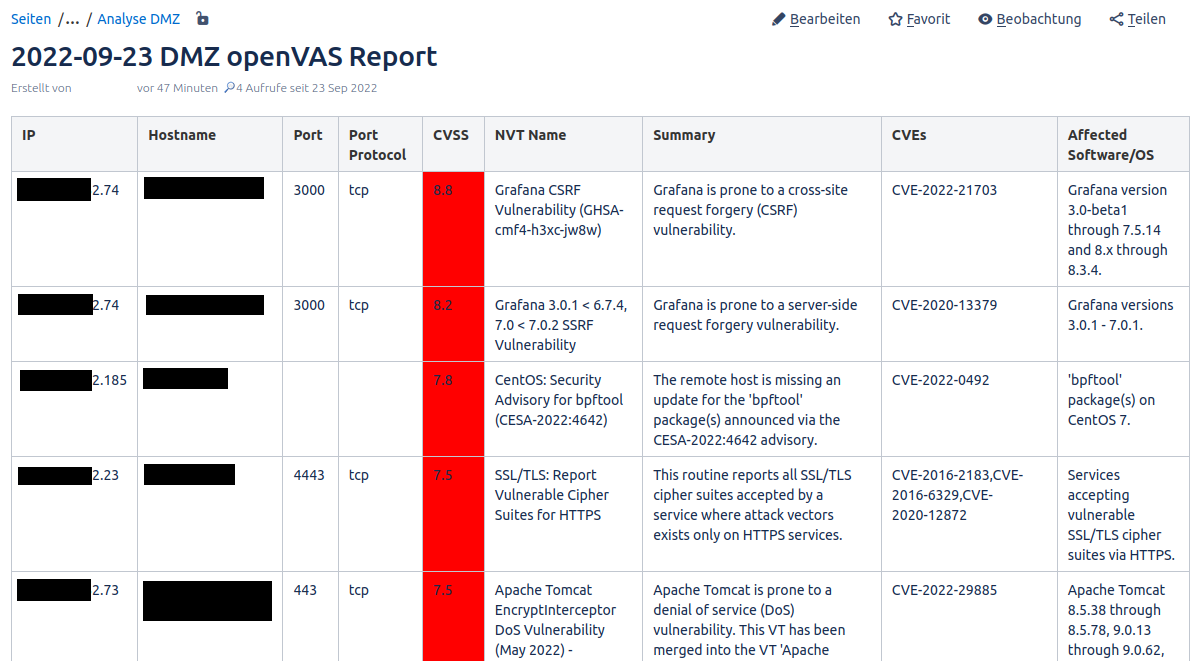 Seiten /... / Analyse DMZ
Bearbeiten Favorit Beobachtung Teilen
2022-09-23 DMZ openVAS Report
Erstellt von vor 47 Minuten 4 Aufrufe seit 23 Sep 2022
IP Hostname Port Port Protocol CVSS NVT Name Summary CVEs Affected Software/OS
2.74 3000 tcp 8.8
Grafana CSRF
Vulnerability (GHSA-
cmf4-h3xc-jw8w)
Grafana is prone to a cross-site
request forgery (CSRF)
vulnerability.
CVE-2022-21703
Grafana version
3.0-beta1
through 7.5.14
and 8.x through
8.3.4.
2.74 3000 tcp 8.2
Grafana 3.0.1 < 6.7.4,
7.0 < 7.0.2 SSRF
Vulnerability
Grafana is prone to a server-side
request forgery vulnerability.
CVE-2020-13379
Grafana versions
3.0.1 - 7.0.1.
2.185 7.8
CentOS: Security
Advisory for bpftool
(CESA-2022:4642)
The remote host is missing an
update for the 'bpftool'
package(s) announced via the
CESA-2022:4642 advisory.
CVE-2022-0492
'bpftool'
package(s) on
CentOS 7.
2.23 4443 tcp 7.5
SSL/TLS: Report
Vulnerable Cipher
Suites for HTTPS
This routine reports all SSL/TLS
cipher suites accepted by a
service where attack vectors
exists only on HTTPS services.
CVE-2016-2183,CVE-
2016-6329,CVE-
2020-12872
Services
accepting
vulnerable
SSL/TLS cipher
suites via HTTPS.
2.73 443 tcp 7.5
Apache Tomcat
EncryptInterceptor
DoS Vulnerability
(May 2022) -
Apache Tomcat is prone to a
denial of service (DoS)
vulnerability. This VT has been
merged into the VT 'Apache
CVE-2022-29885
Apache Tomcat
8.5.38 through
8.5.78, 9.0.13
through 9.0.62,